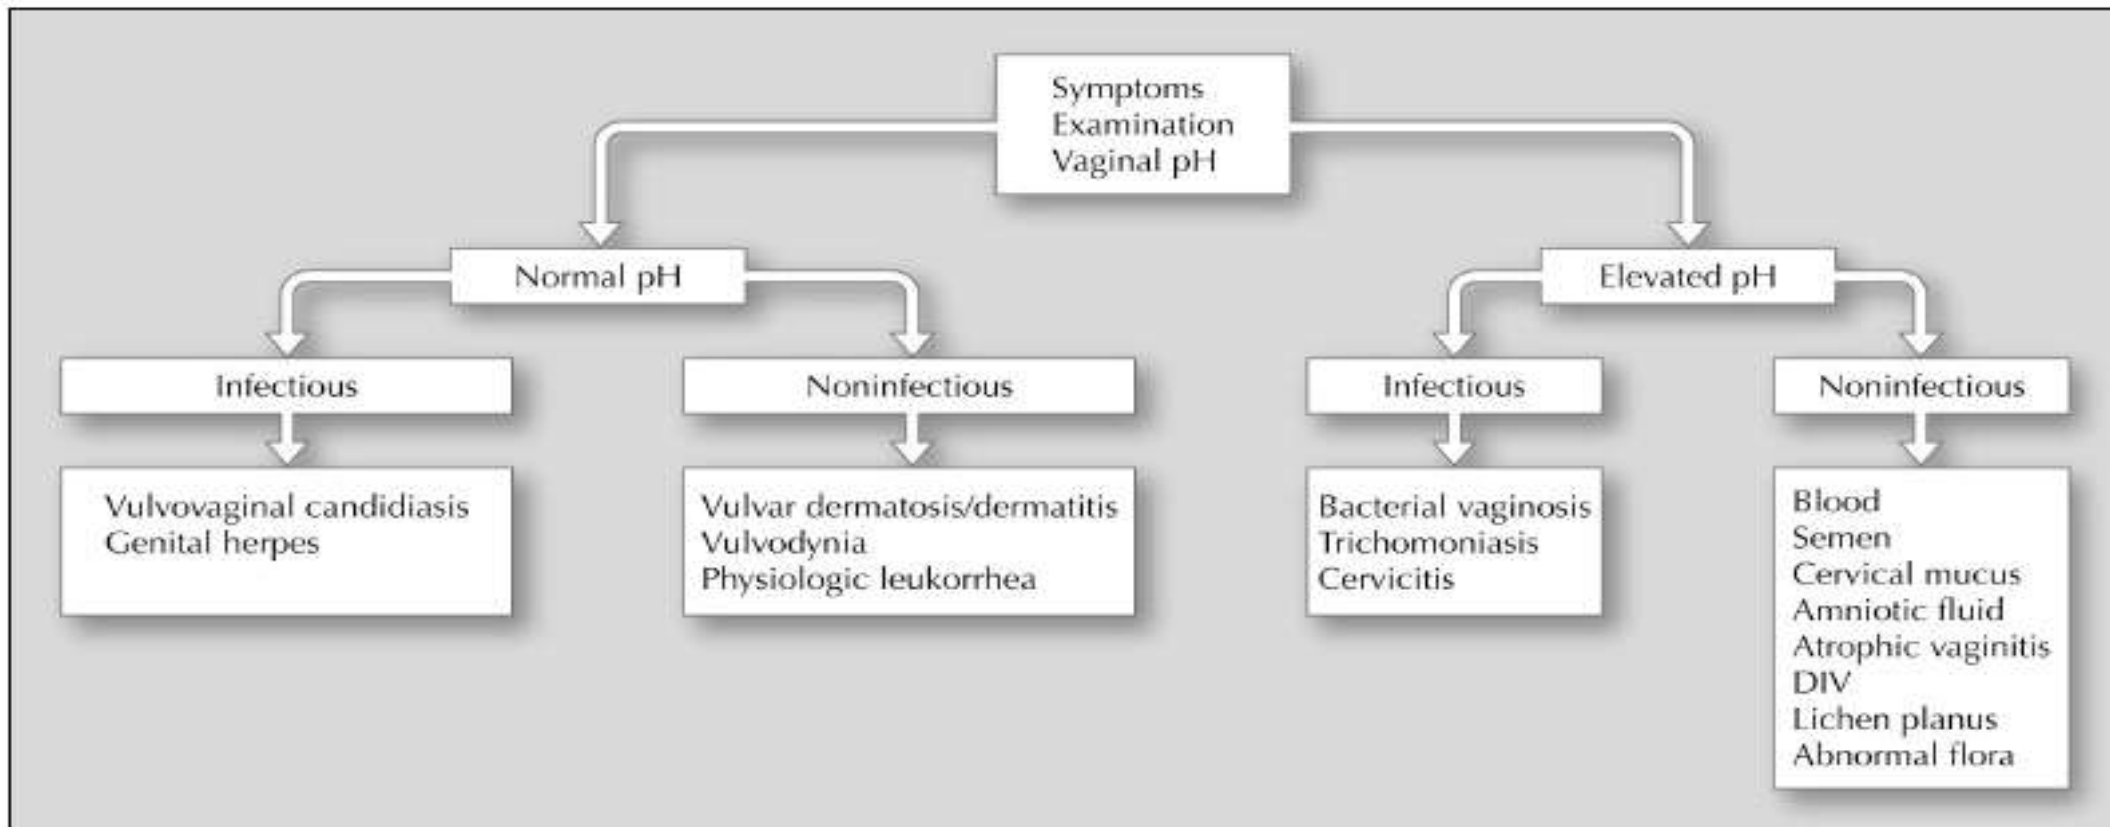 Symptoms
Examination
Vaginal pH
Normal pH
Elevated pH
Infectious
Noninfectious
Infectious
Noninfectious
Vulvovaginal candidiasis
Genital herpes
Vulvar dermatosis/dermatitis
Vulvodynia
Physiologic leukorrhea
Bacterial vaginosis
Trichomoniasis
Cervicitis
Blood
Semen
Cervical mucus
Amniotic fluid
Atrophic vaginitis
DIV
Lichen planus
Abnormal flora